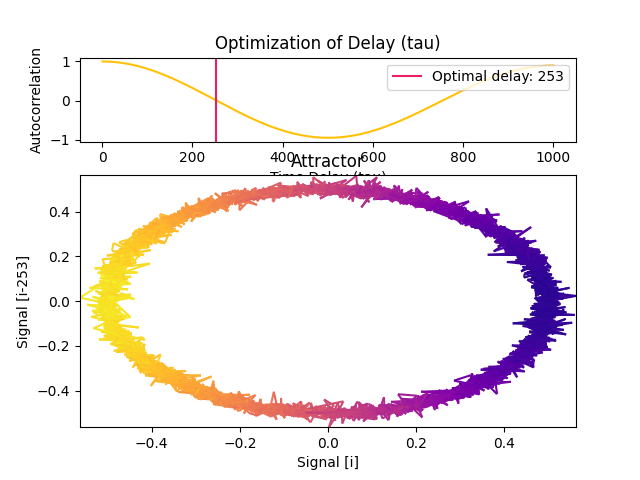 Optimization of Delay (tau)
Autocorrelation
1
0
−1
Optimal delay: 253
0
200
400
600
800
1000
Time Delay (tau)
Attractor
Signal [i-253]
0.4
0.2
0.0
−0.2
−0.4
−0.4
−0.2
0.0
0.2
0.4
Signal [i]